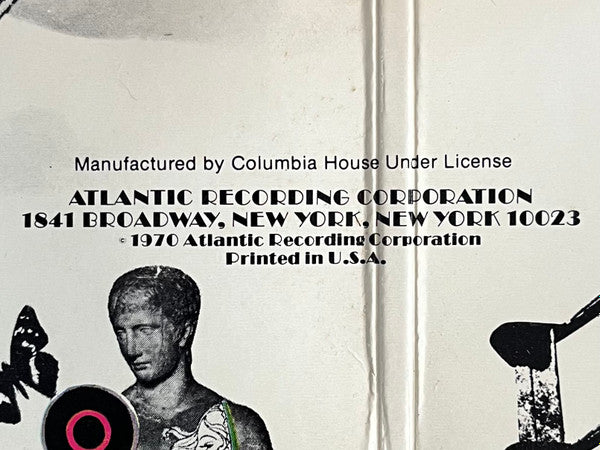 Manufactured by Columbia House Under License
ATLANTIC RECORDING CORPORATION
1841 BROADWAY, NEW YORK, NEW YORK 10023
© 1970 Atlantic Recording Corporation
Printed in U.S.A.